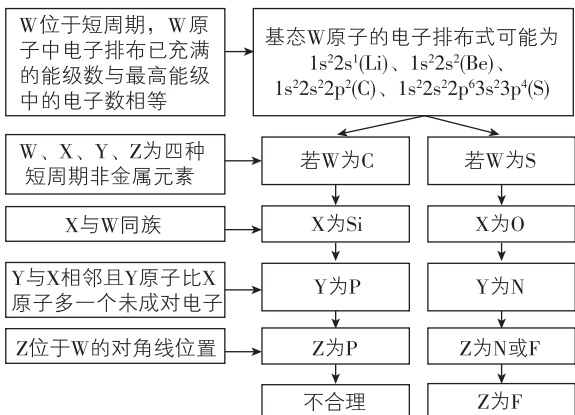 W位于短周期，W原
子中电子排布已充满
的能级数与最高能级
中的电子数相等
基态W原子的电子排布式可能为
1s²2s¹(Li)、1s²2s²(Be)、
1s²2s²2p²(C)、1s²2s²2p⁶3s²3p⁴(S)
W、X、Y、Z为四种
短周期非金属元素
若W为C
若W为S
X与W同族
X为Si
X为O
Y与X相邻且Y原子比X
原子多一个未成对电子
Y为P
Y为N
Z位于W的对角线位置
Z为P
Z为N或F
不合理
Z为F